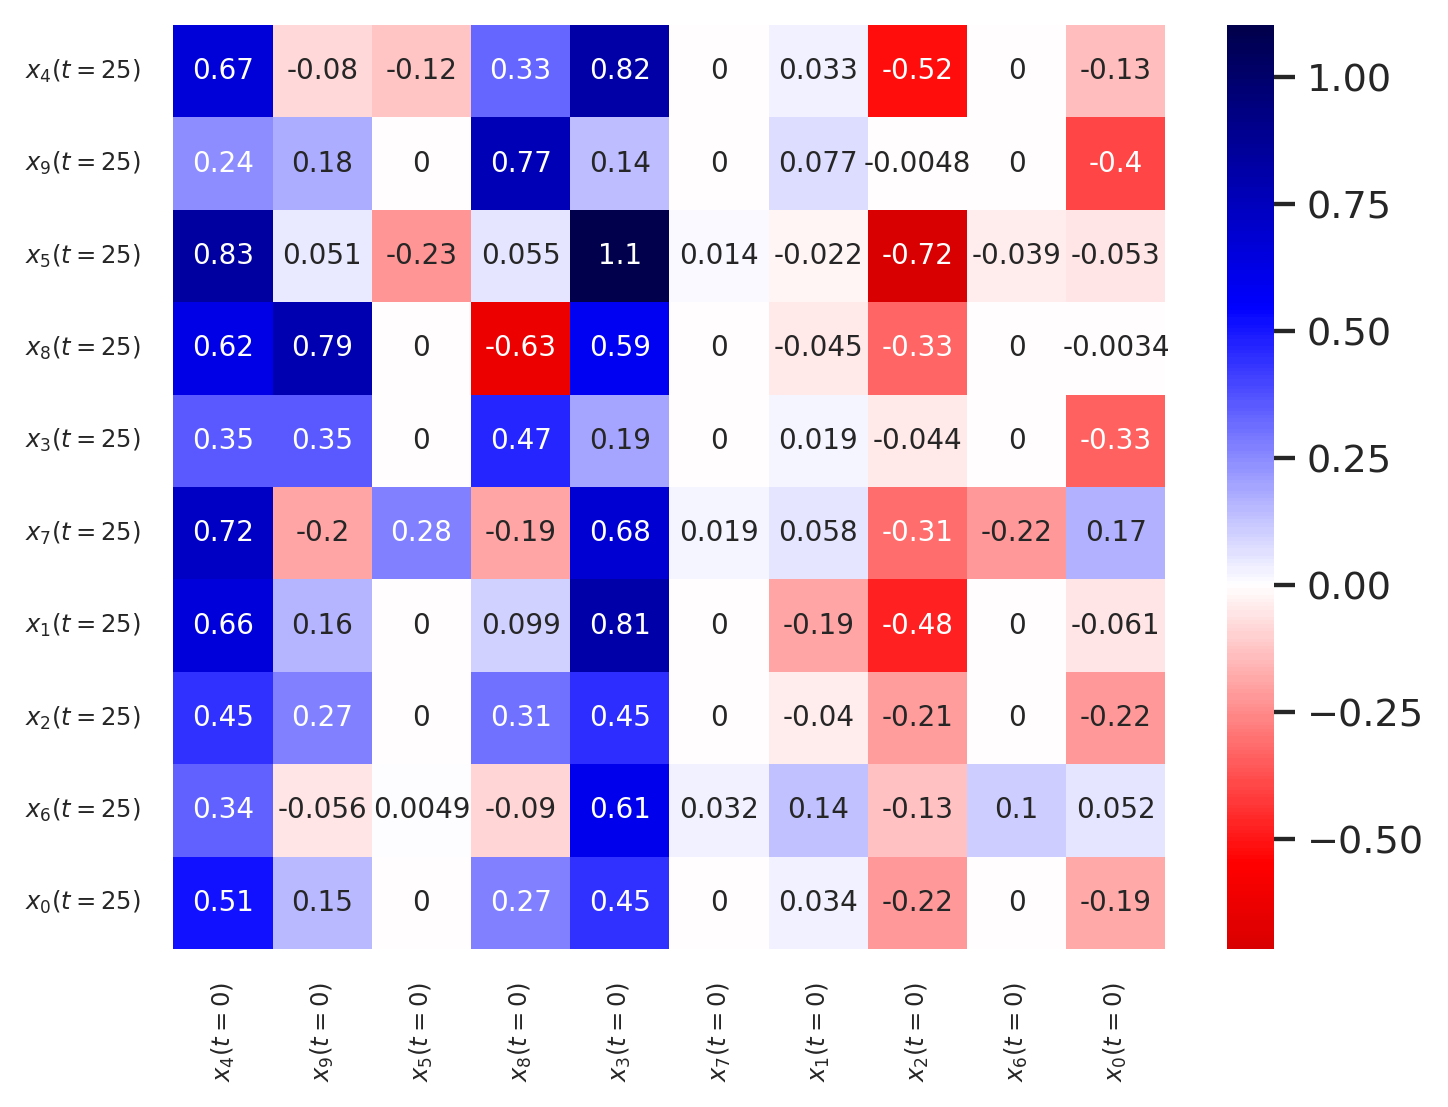 x₄(t = 25) 0.67 -0.08 -0.12 0.33 0.82 0 0.033 -0.52 0 -0.13
x₉(t = 25) 0.24 0.18 0 0.77 0.14 0 0.077 -0.0048 0 -0.4
x₅(t = 25) 0.83 0.051 -0.23 0.055 1.1 0.014 -0.022 -0.72 -0.039 -0.053
x₈(t = 25) 0.62 0.79 0 -0.63 0.59 0 -0.045 -0.33 0 -0.0034
x₃(t = 25) 0.35 0.35 0 0.47 0.19 0 0.019 -0.044 0 -0.33
x₇(t = 25) 0.72 -0.2 0.28 -0.19 0.68 0.019 0.058 -0.31 -0.22 0.17
x₁(t = 25) 0.66 0.16 0 0.099 0.81 0 -0.19 -0.48 0 -0.061
x₂(t = 25) 0.45 0.27 0 0.31 0.45 0 -0.04 -0.21 0 -0.22
x₆(t = 25) 0.34 -0.056 0.0049 -0.09 0.61 0.032 0.14 -0.13 0.1 0.052
x₀(t = 25) 0.51 0.15 0 0.27 0.45 0 0.034 -0.22 0 -0.19
x₄(t = 0) x₉(t = 0) x₅(t = 0) x₈(t = 0) x₃(t = 0) x₇(t = 0) x₁(t = 0) x₂(t = 0) x₆(t = 0) x₀(t = 0)
1.00
0.75
0.50
0.25
0.00
−0.25
−0.50